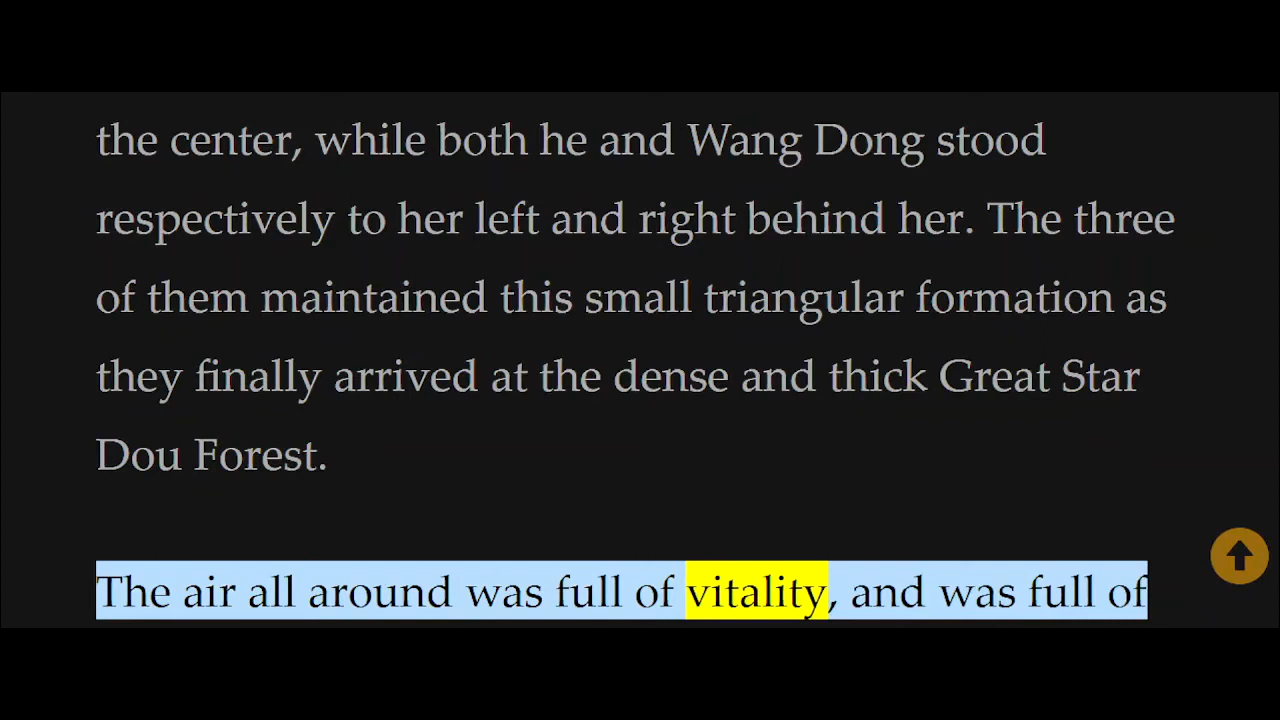 the center, while both he and Wang Dong stood
respectively to her left and right behind her. The three
of them maintained this small triangular formation as
they finally arrived at the dense and thick Great Star
Dou Forest.
The air all around was full of vitality, and was full of